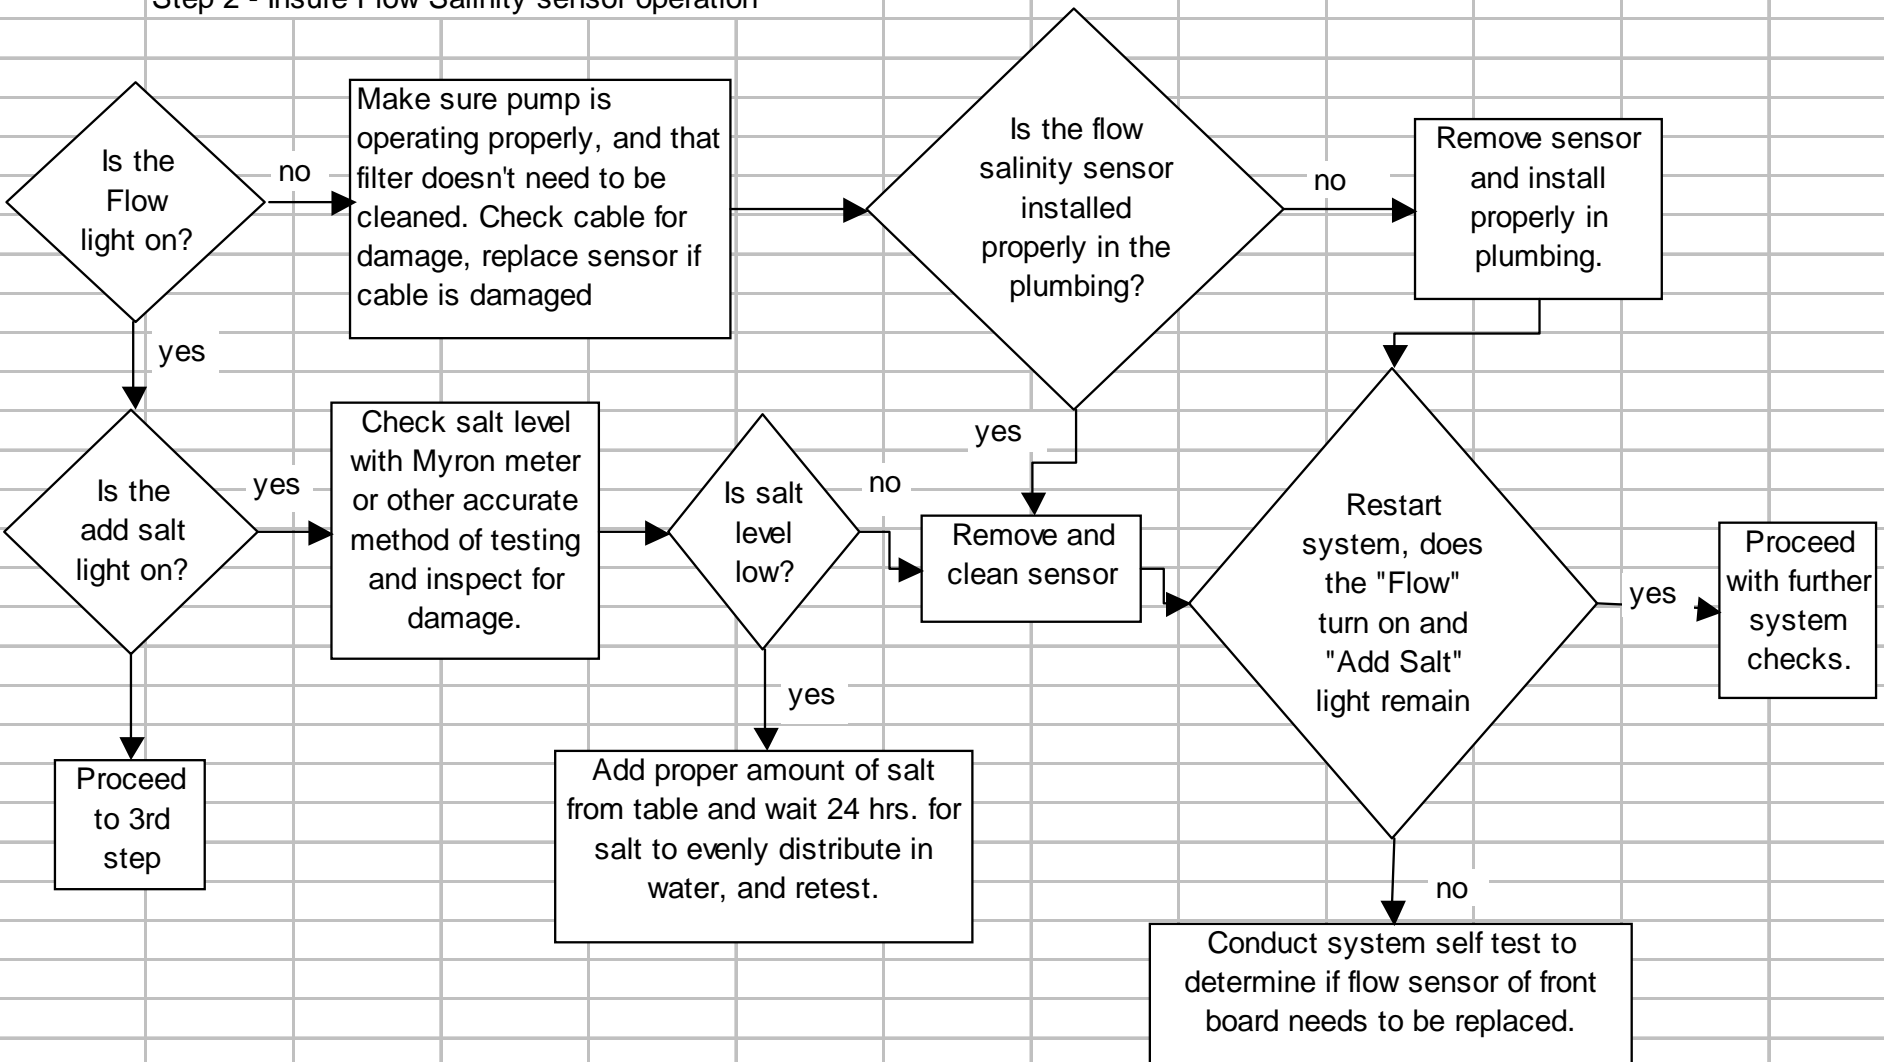 Step 2 - Insure Flow Salinity sensor operation
Is the
Flow
light on?
no
Make sure pump is
operating properly, and that
filter doesn't need to be
cleaned. Check cable for
damage, replace sensor if
cable is damaged
Is the flow
salinity sensor
installed
properly in the
plumbing?
no
Remove sensor
and install
properly in
plumbing.
yes
Is the
add salt
light on?
yes
Check salt level
with Myron meter
or other accurate
method of testing
and inspect for
damage.
Is salt
level
low?
no
yes
Remove and
clean sensor
Restart
system, does
the "Flow"
turn on and
"Add Salt"
light remain
yes
Proceed
with further
system
checks.
yes
Proceed
to 3rd
step
Add proper amount of salt
from table and wait 24 hrs. for
salt to evenly distribute in
water, and retest.
no
Conduct system self test to
determine if flow sensor of front
board needs to be replaced.